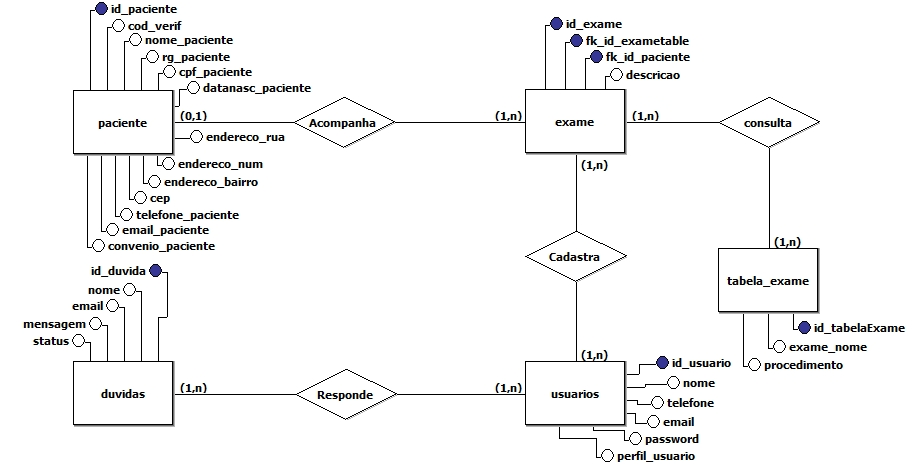 id_paciente
cod_verif
nome_paciente
rg_paciente
cpf_paciente
datanasc_paciente
paciente
(0,1)
endereco_rua
endereco_num
endereco_bairro
cep
telefone_paciente
email_paciente
convenio_paciente
Acompanha
(1,n)
id_exame
fk_id_exametable
fk_id_paciente
descricao
exame
(1,n)
(1,n)
consulta
(1,n)
tabela_exame
id_tabelaExame
exame_nome
procedimento
Cadastra
(1,n)
id_duvida
nome
email
mensagem
status
duvidas
(1,n)
Responde
(1,n)
usuarios
id_usuario
nome
telefone
email
password
perfil_usuario